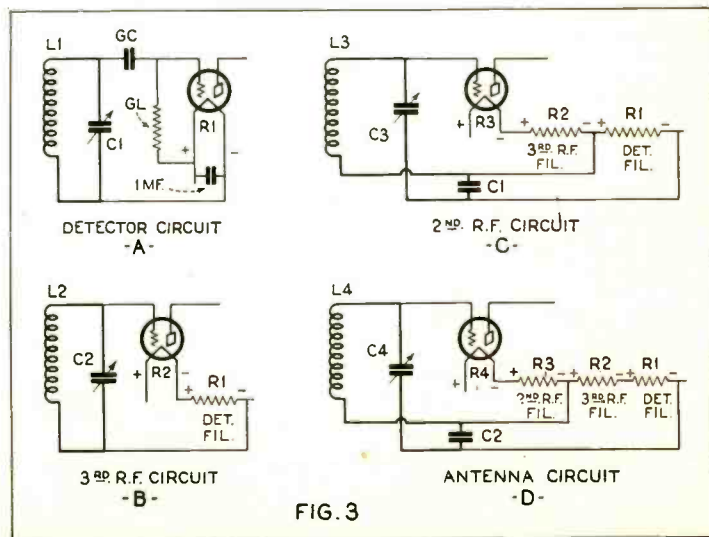 L1
GC
GL
R1
C1
+ -
1MF.
DETECTOR CIRCUIT
-A-
L3
C3
R3
+ -
R2
+ -
3RD. R.F.
FIL.
R1
+ -
DET.
FIL.
C1
2ND. R.F. CIRCUIT
-C-
L2
C2
R2
+ -
R1
+ -
DET.
FIL.
3RD. R.F. CIRCUIT
-B-
L4
C4
R4
+ -
R3
+ -
2ND. R.F.
FIL.
R2
-
3RD. R.F.
FIL.
R1
-
DET.
FIL.
C2
ANTENNA CIRCUIT
-D-
FIG. 3